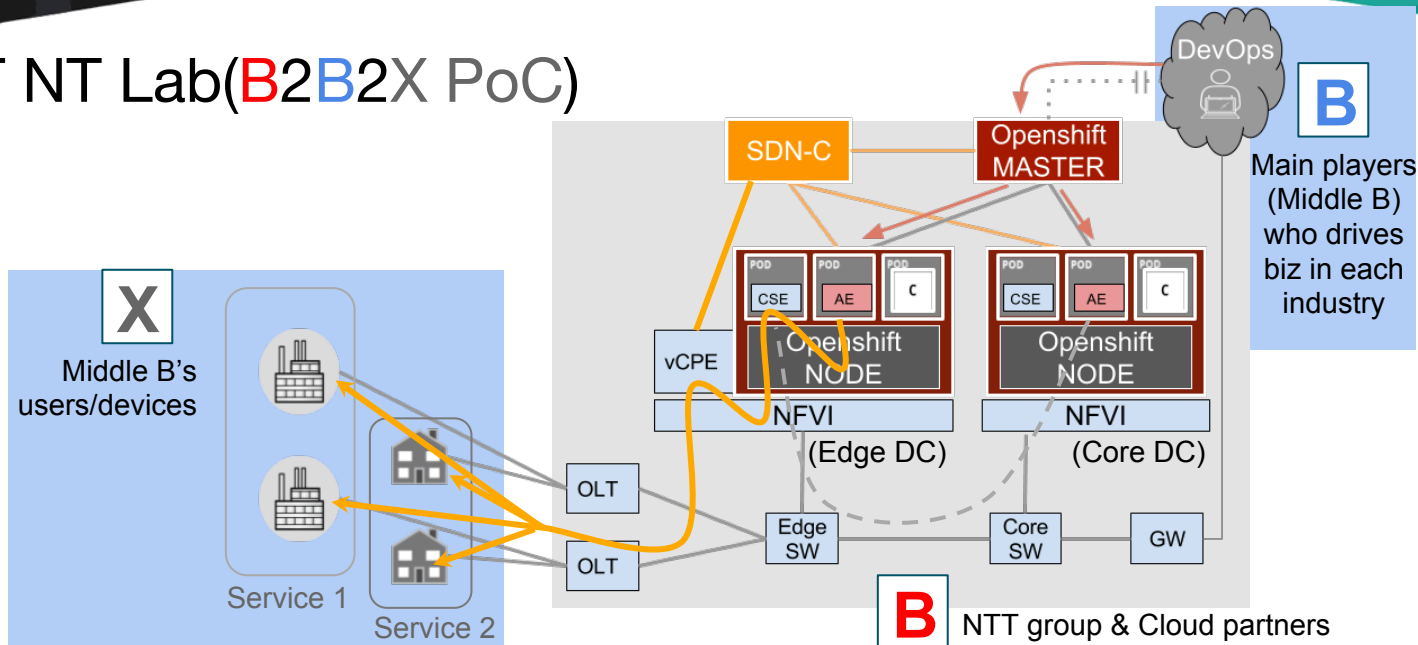 T NT Lab(B2B2X PoC)
DevOps
B
Main players
(Middle B)
who drives
biz in each
industry
SDN-C
Openshift
MASTER
X
Middle B's
users/devices
Service 1
Service 2
vCPE
POD
CSE
POD
AE
POD
C
Openshift
NODE
NFVI
(Edge DC)
POD
CSE
POD
AE
POD
C
Openshift
NODE
NFVI
(Core DC)
OLT
OLT
Edge
SW
Core
SW
GW
B
NTT group & Cloud partners